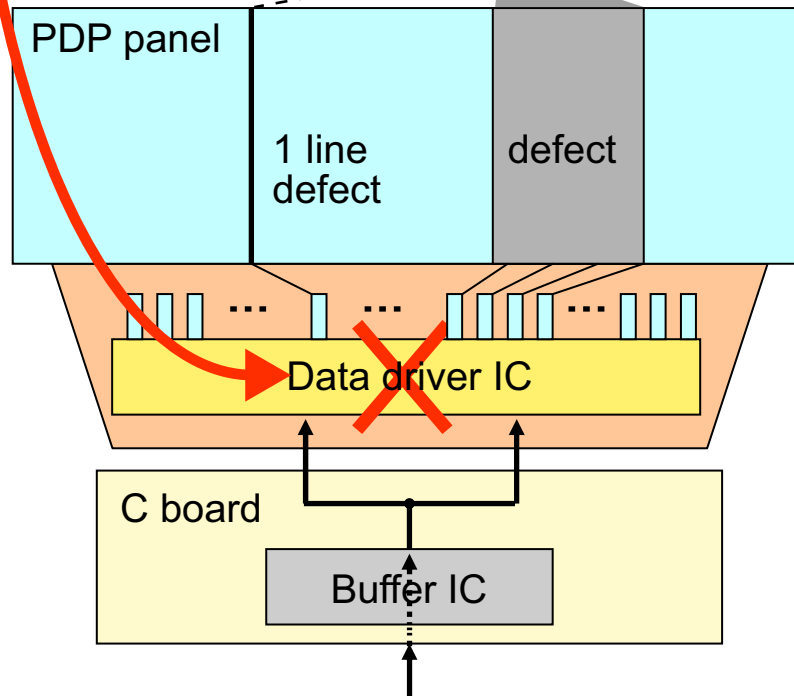 PDP panel
1 line
defect
defect
... ... ...
Data driver IC
C board
Buffer IC